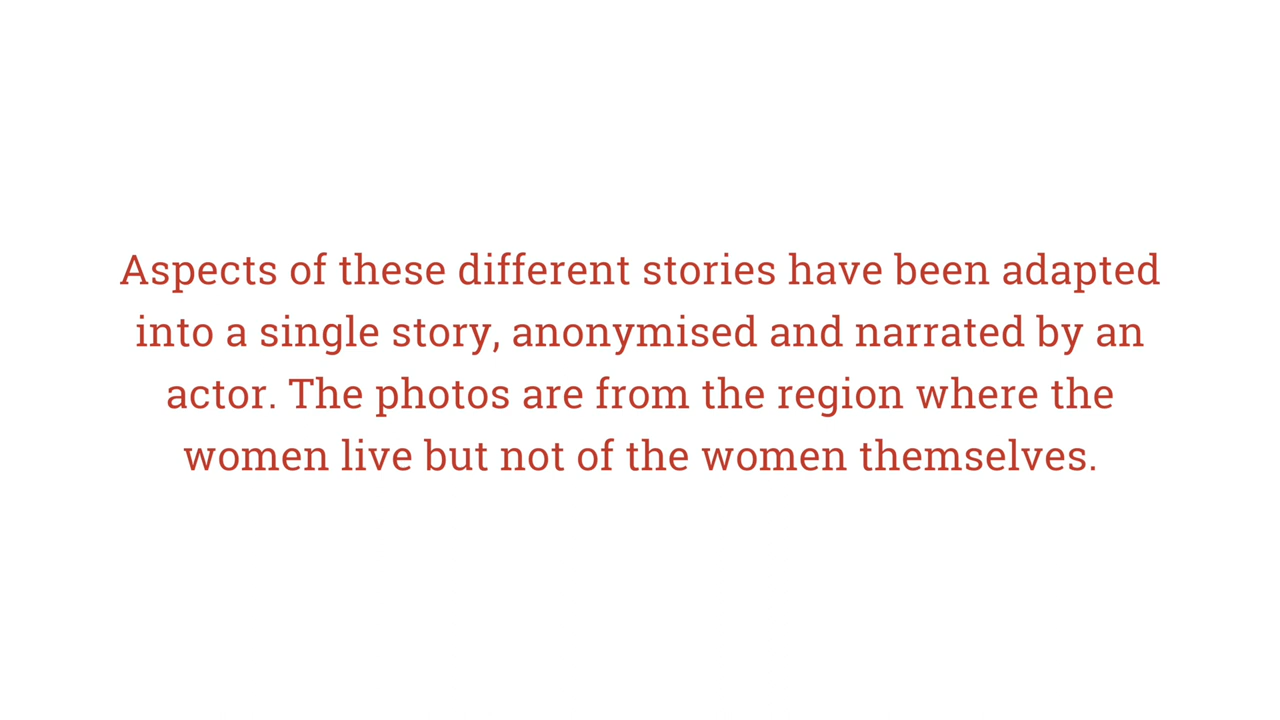 Aspects of these different stories have been adapted
into a single story, anonymised and narrated by an
actor. The photos are from the region where the
women live but not of the women themselves.